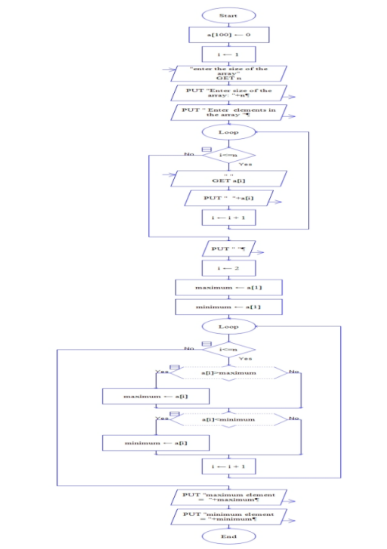 Start
a[100] ← 0
i ← 1
"enter the size of the
array"
GET n
PUT "Enter size of the
array: "+n¶
PUT " Enter elements in
the array "¶
Loop
No
i<=n
Yes
" "
GET a[i]
PUT " "+a[i]
i ← i + 1
PUT " "¶
i ← 2
maximum ← a[1]
minimum ← a[1]
Loop
No
i<=n
Yes
Yes
a[i]>maximum
No
maximum ← a[i]
Yes
a[i]<minimum
No
minimum ← a[i]
i ← i + 1
PUT "maximum element
= "+maximum¶
PUT "minimum element
= "+minimum¶
End